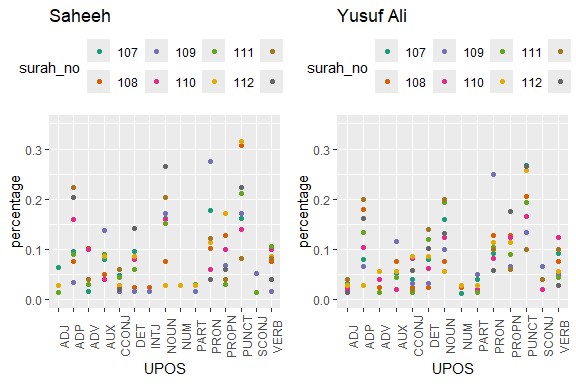 Saheeh
surah_no
107 109 111
108 110 112
percentage
0.3
0.2
0.1
0.0
ADJ ADP ADV AUX CCONJ DET INTJ NOUN NUM PART PRON PROPN PUNCT SCONJ VERB
UPOS
Yusuf Ali
surah_no
107 109 111
108 110 112
percentage
0.3
0.2
0.1
0.0
ADJ ADP ADV AUX CCONJ DET NOUN NUM PART PRON PROPN PUNCT SCONJ VERB
UPOS